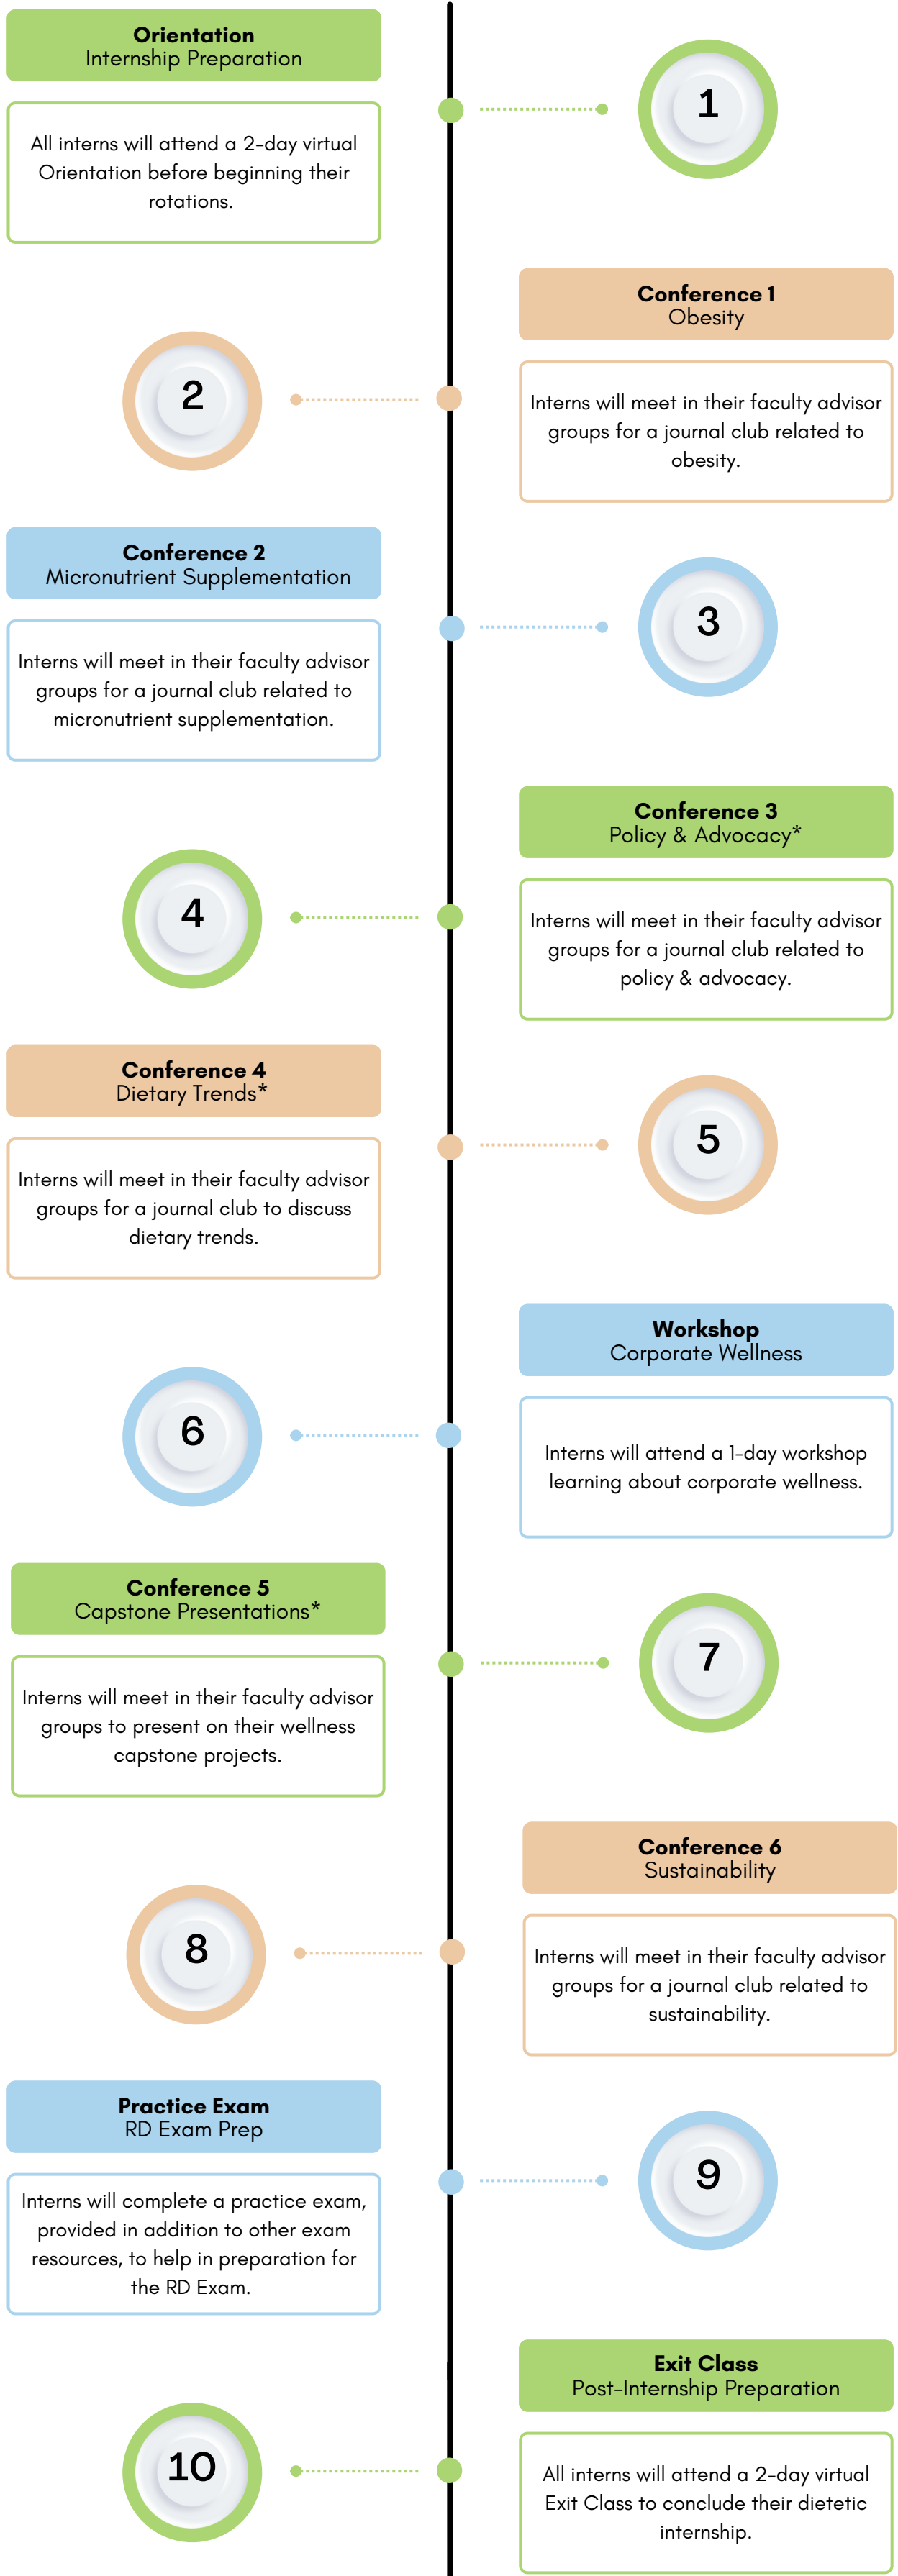 Orientation
Internship Preparation
1
All interns will attend a 2-day virtual
Orientation before beginning their
rotations.
Conference 1
Obesity
2
Interns will meet in their faculty advisor
groups for a journal club related to
obesity.
Conference 2
Micronutrient Supplementation
3
Interns will meet in their faculty advisor
groups for a journal club related to
micronutrient supplementation.
Conference 3
Policy & Advocacy*
4
Interns will meet in their faculty advisor
groups for a journal club related to
policy & advocacy.
Conference 4
Dietary Trends*
5
Interns will meet in their faculty advisor
groups for a journal club to discuss
dietary trends.
Workshop
Corporate Wellness
6
Interns will attend a 1-day workshop
learning about corporate wellness.
Conference 5
Capstone Presentations*
7
Interns will meet in their faculty advisor
groups to present on their wellness
capstone projects.
Conference 6
Sustainability
8
Interns will meet in their faculty advisor
groups for a journal club related to
sustainability.
Practice Exam
RD Exam Prep
9
Interns will complete a practice exam,
provided in addition to other exam
resources, to help in preparation for
the RD Exam.
Exit Class
Post-Internship Preparation
10
All interns will attend a 2-day virtual
Exit Class to conclude their dietetic
internship.